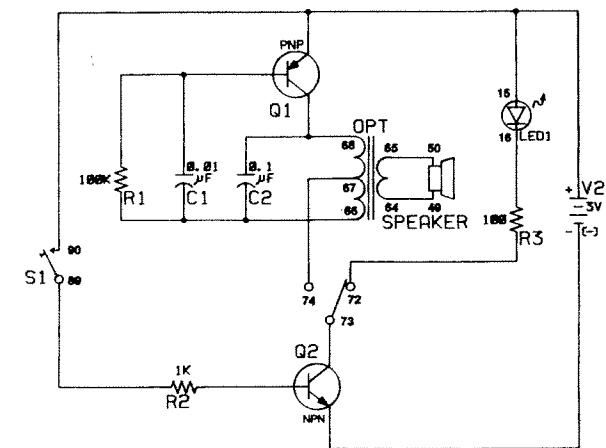 PNP
Q1
15
16
LED1
OPT
68
67
66
65
64
50
49
SPEAKER
0.01
µF
C1
0.1
µF
C2
100K
R1
100
R3
+
V2
3V
-
(-)
90
S1
89
74
72
73
1K
R2
Q2
NPN